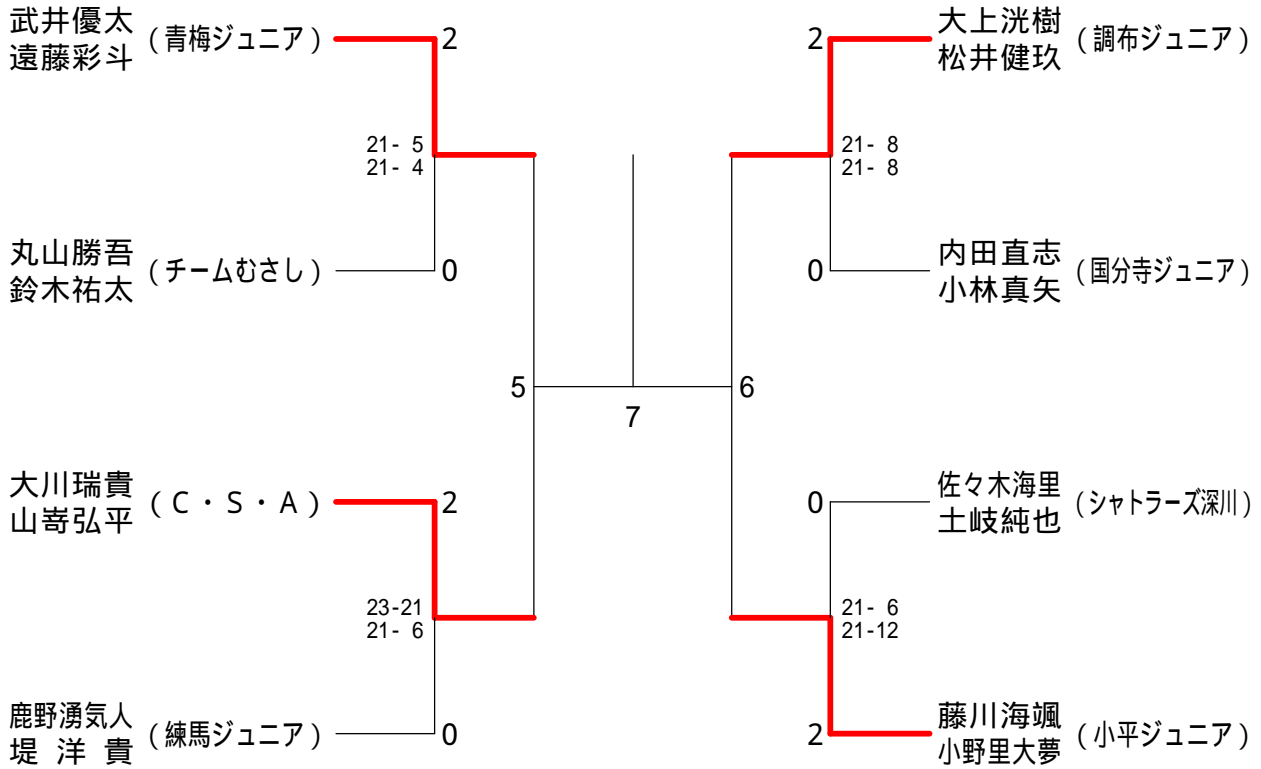 武井優太
遠藤彩斗
(青梅ジュニア)
2
21- 5
21- 4
丸山勝吾
鈴木祐太
(チームむさし)
0
5
大川瑞貴
山嵜弘平
(C・S・A)
2
23-21
21- 6
鹿野湧気人
堤 洋 貴
(練馬ジュニア)
0
7
2
大上洸樹
松井健玖
(調布ジュニア)
21- 8
21- 8
0
内田直志
小林真矢
(国分寺ジュニア)
6
0
佐々木海里
土岐純也
(シャトラーズ深川)
21- 6
21-12
2
藤川海颯
小野里大夢
(小平ジュニア)